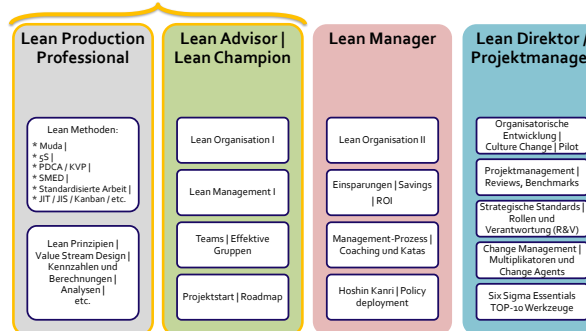 Lean Production
Professional
Lean Methoden:
* Muda |
* 5S |
* PDCA / KVP |
* SMED |
* Standardisierte Arbeit |
* JIT / JIS / Kanban / etc.
Lean Prinzipien |
Value Stream Design |
Kennzahlen und
Berechnungen |
Analysen |
etc.
Lean Advisor |
Lean Champion
Lean Organisation I
Lean Management I
Teams | Effektive
Gruppen
Projektstart | Roadmap
Lean Manager
Lean Organisation II
Einsparungen | Savings
| ROI
Management-Prozess |
Coaching und Katas
Hoshin Kanri | Policy
deployment
Lean Direktor /
Projektmanage
Organisatorische
Entwicklung |
Culture Change | Pilot
Projektmanagement |
Reviews, Benchmarks
Strategische Standards |
Rollen und
Verantwortung (R&V)
Change Management |
Multiplikatoren und
Change Agents
Six Sigma Essentials
TOP-10 Werkzeuge